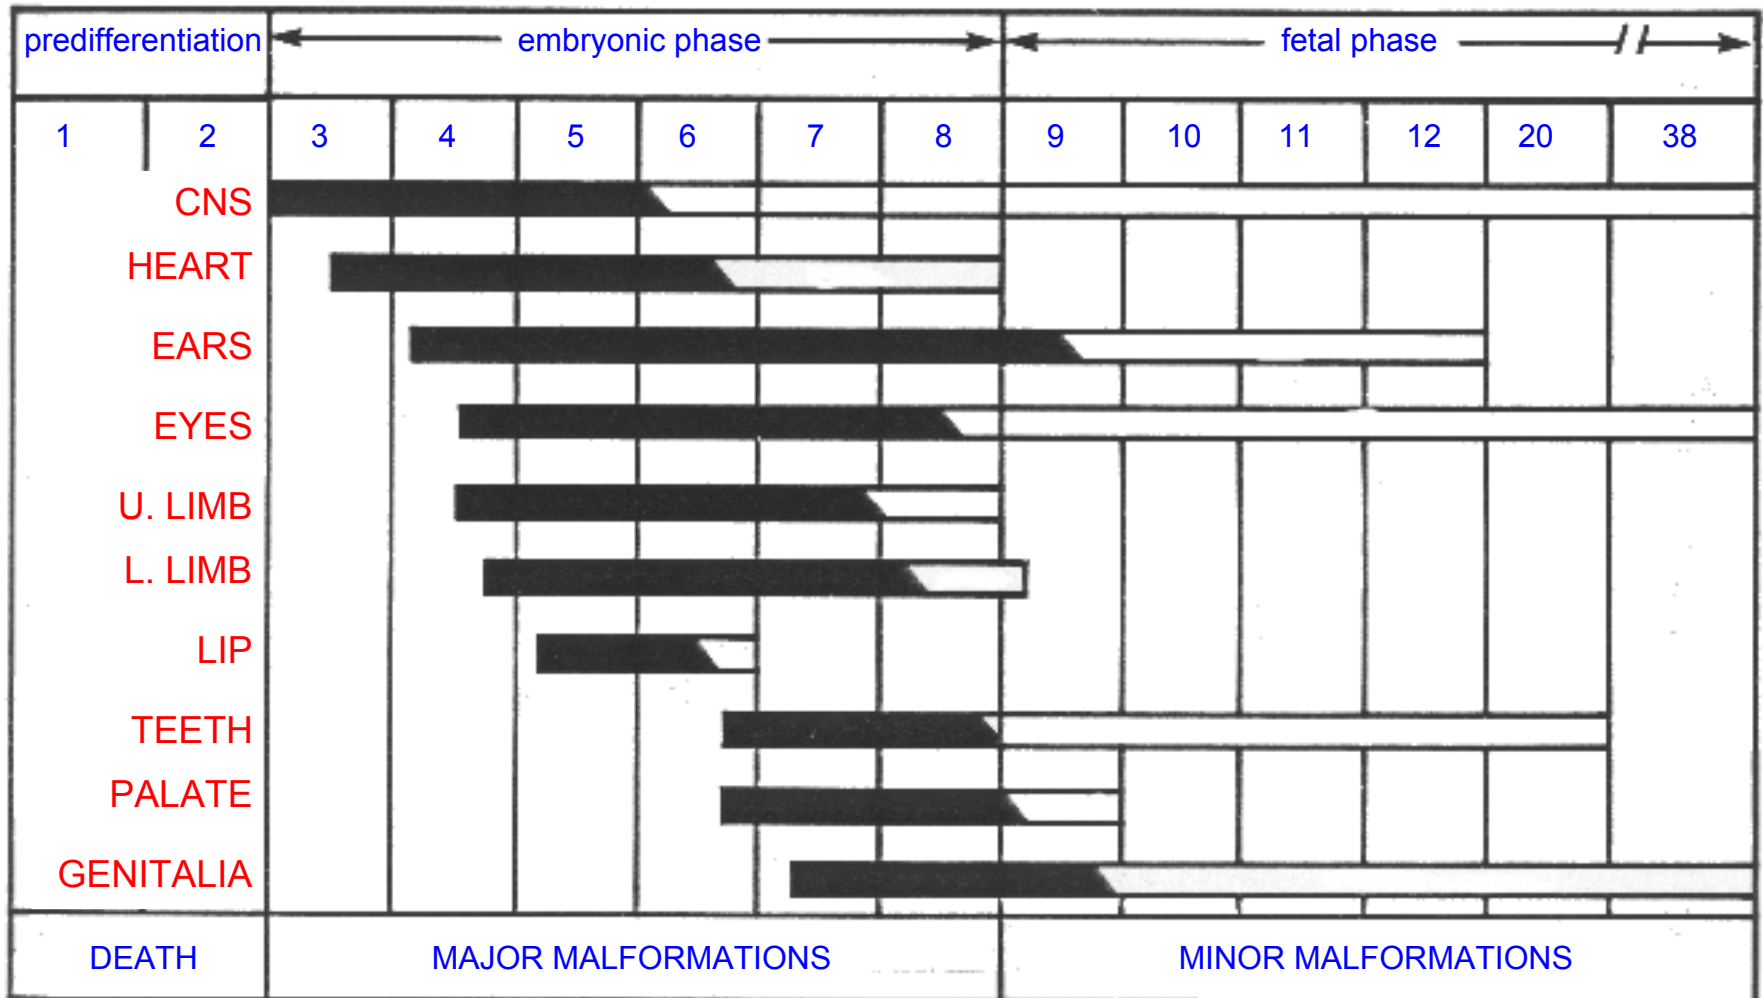 predifferentiation embryonic phase fetal phase
1 2 3 4 5 6 7 8 9 10 11 12 20 38
CNS
HEART
EARS
EYES
U. LIMB
L. LIMB
LIP
TEETH
PALATE
GENITALIA
DEATH MAJOR MALFORMATIONS MINOR MALFORMATIONS